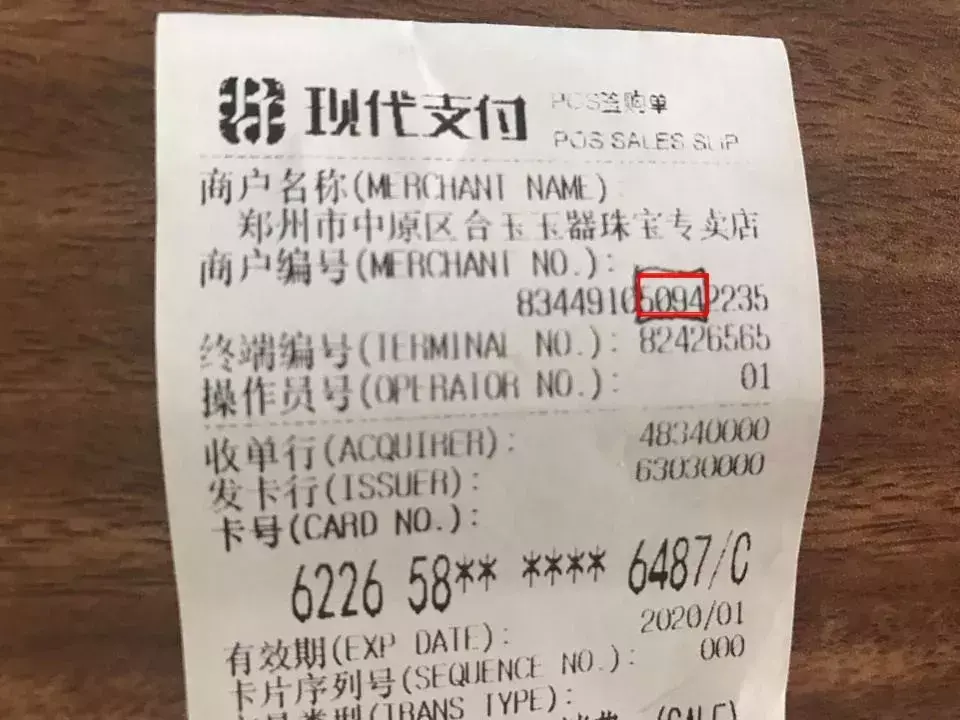 现代支付 POS签购单
POS SALES SLIP
商户名称(MERCHANT NAME)
郑州市中原区合玉玉器珠宝专卖店
商户编号(MERCHANT NO.):
834491050942235
终端编号(TERMINAL NO.): 82426565
操作员号(OPERATOR NO.): 01
收单行(ACQUIRER): 48340000
发卡行(ISSUER): 63030000
卡号(CARD NO.):
6226 58** **** 6487/C
有效期(EXP DATE): 2020/01
卡片序列号(SEQUENCE NO.): 000
(TRANS TYPE):
(SALE)